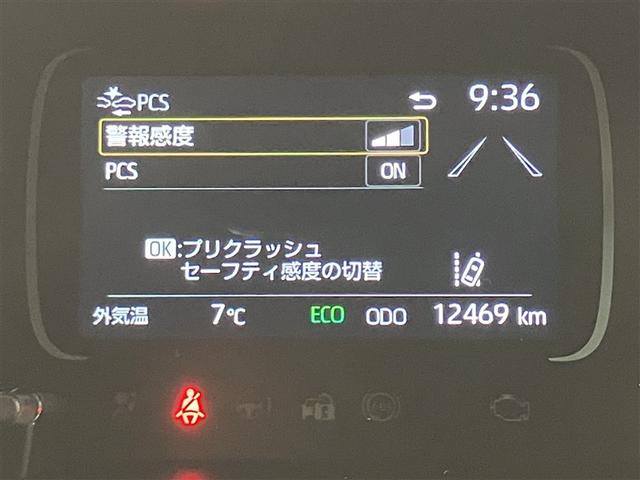 PCS 9:36
警報感度
PCS ON
OK:プリクラッシュ
セーフティ感度の切替
外気温 7℃ ECO ODO 12469 km